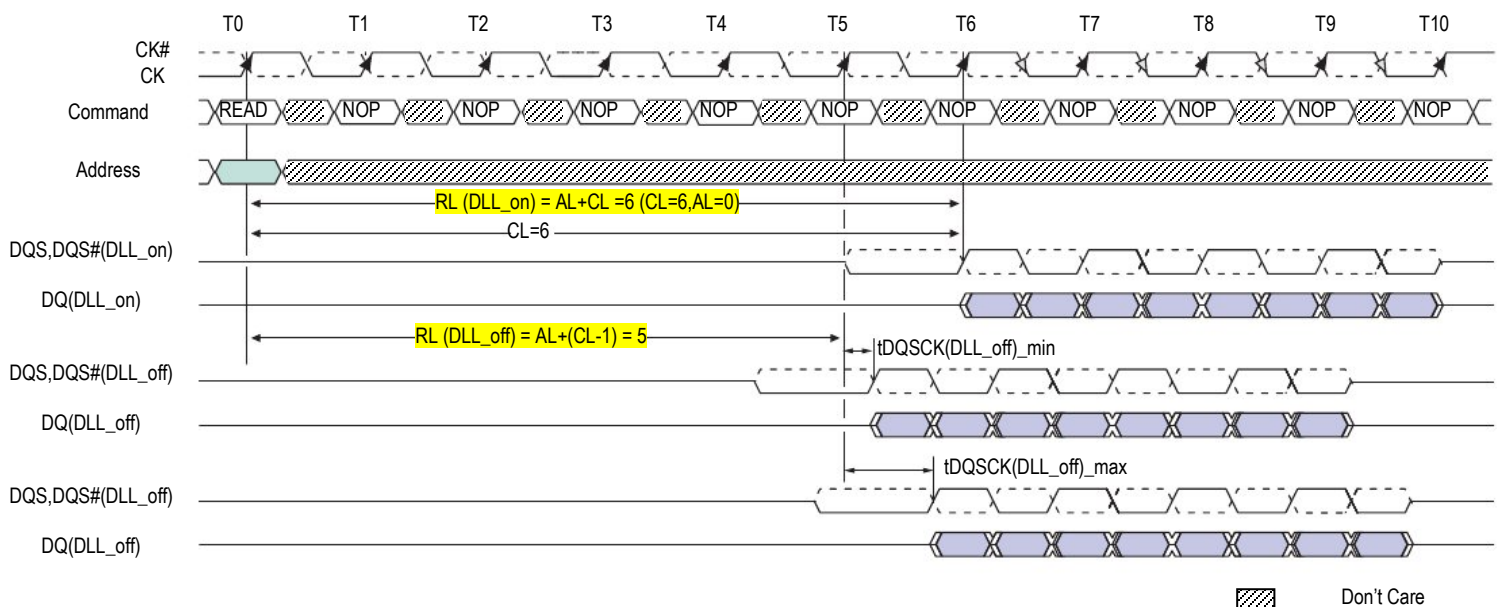 T0 T1 T2 T3 T4 T5 T6 T7 T8 T9 T10
CK#
CK
Command READ NOP NOP NOP NOP NOP NOP NOP NOP NOP NOP
Address
RL (DLL_on) = AL+CL =6 (CL=6,AL=0)
CL=6
DQS,DQS#(DLL_on)
DQ(DLL_on)
RL (DLL_off) = AL+(CL-1) = 5
tDQSCK(DLL_off)_min
DQS,DQS#(DLL_off)
DQ(DLL_off)
tDQSCK(DLL_off)_max
DQS,DQS#(DLL_off)
DQ(DLL_off)
Don't Care